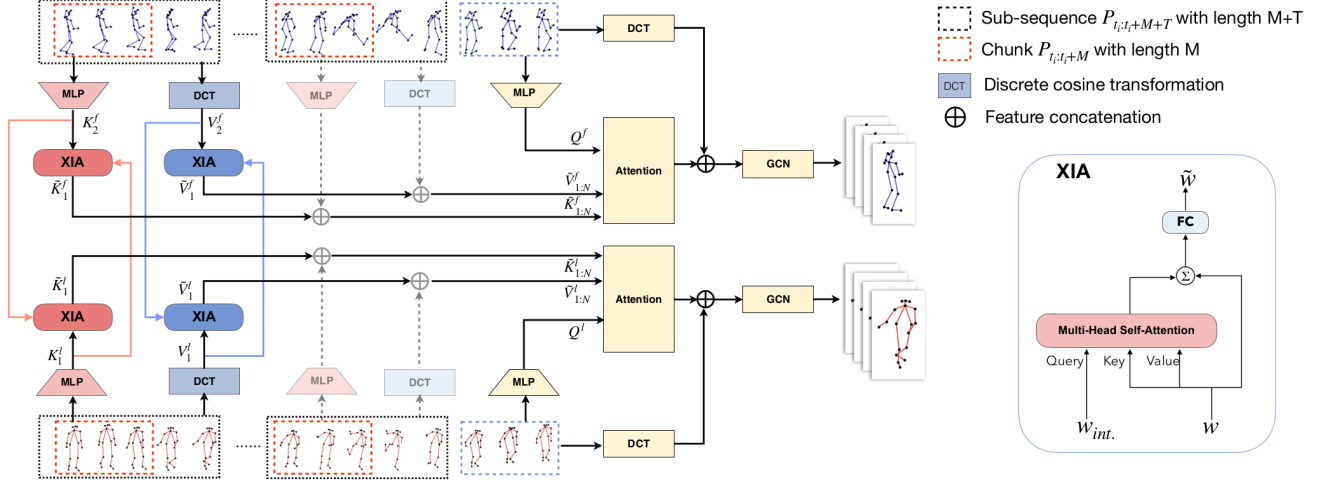 Sub-sequence P_{t_i:t_i+M+T} with length M+T
Chunk P_{t_i:t_i+M} with length M
DCT Discrete cosine transformation
⊕ Feature concatenation
......
......
DCT
MLP
DCT
MLP
DCT
MLP
K_2^f
V_2^f
Q^f
XIA
XIA
Attention
GCN
K̃_1^f
Ṽ_1^f
Ṽ_{1:N}^f
K̃_{1:N}^f
K̃_1^l
Ṽ_1^l
K̃_{1:N}^l
Ṽ_{1:N}^l
XIA
XIA
Attention
GCN
Q^l
K_1^l
V_1^l
MLP
DCT
MLP
DCT
MLP
DCT
......
......
XIA
w̃
FC
Σ
Multi-Head Self-Attention
Query Key Value
w_{int.} w